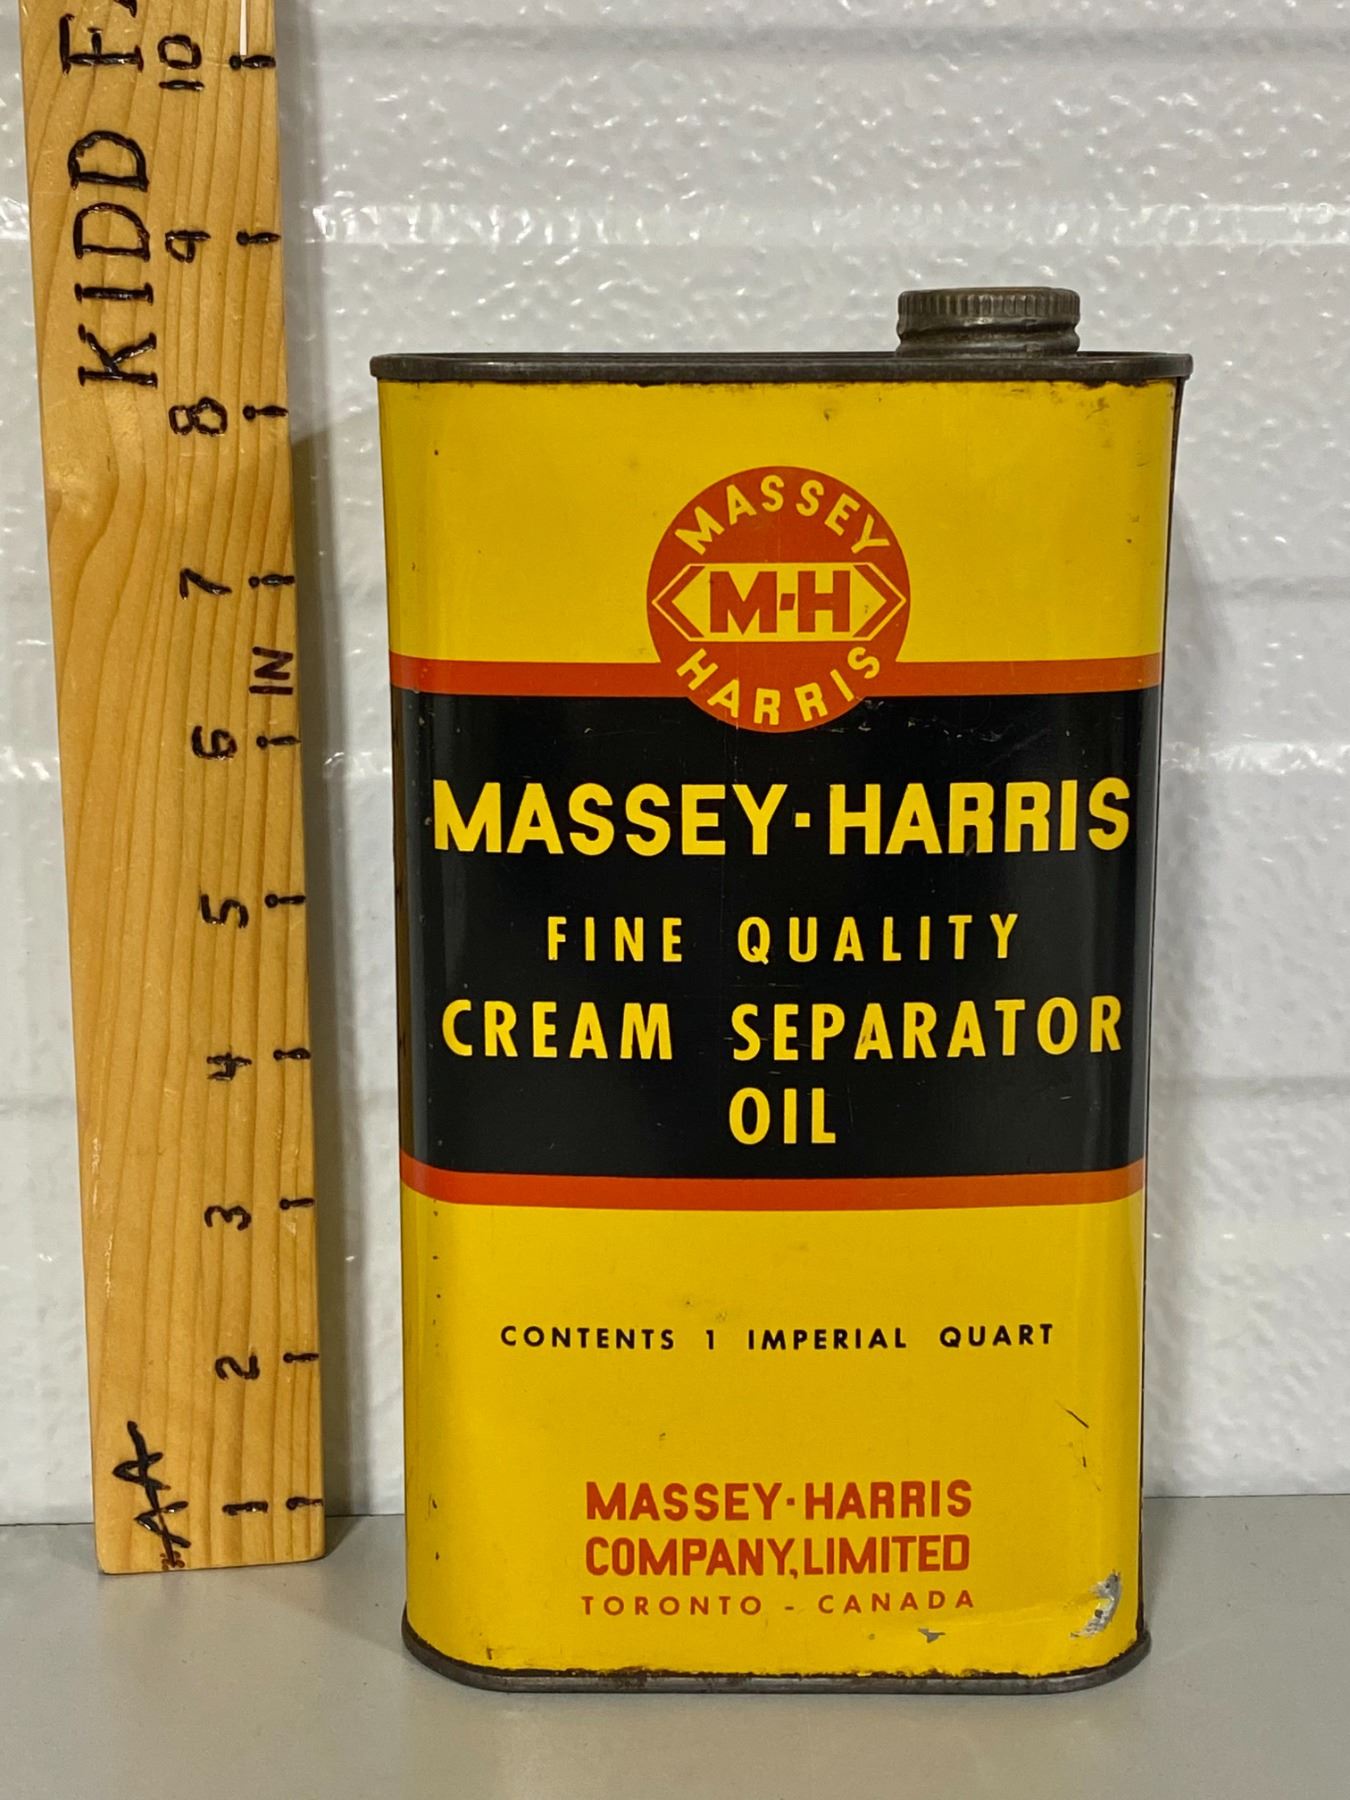 KIDD
10
9
8
7
IN
6
5
4
3
2
1
AA
MASSEY
M-H
HARRIS
MASSEY-HARRIS
FINE QUALITY
CREAM SEPARATOR
OIL
CONTENTS 1 IMPERIAL QUART
MASSEY-HARRIS
COMPANY, LIMITED
TORONTO - CANADA